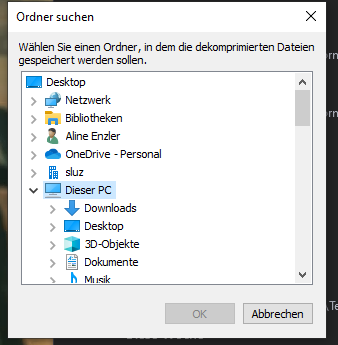 Ordner suchen
Wählen Sie einen Ordner, in dem die dekomprimierten Dateien
gespeichert werden sollen.
Desktop
Netzwerk
Bibliotheken
Aline Enzler
OneDrive - Personal
sluz
Dieser PC
Downloads
Desktop
3D-Objekte
Dokumente
Musik
OK
Abbrechen